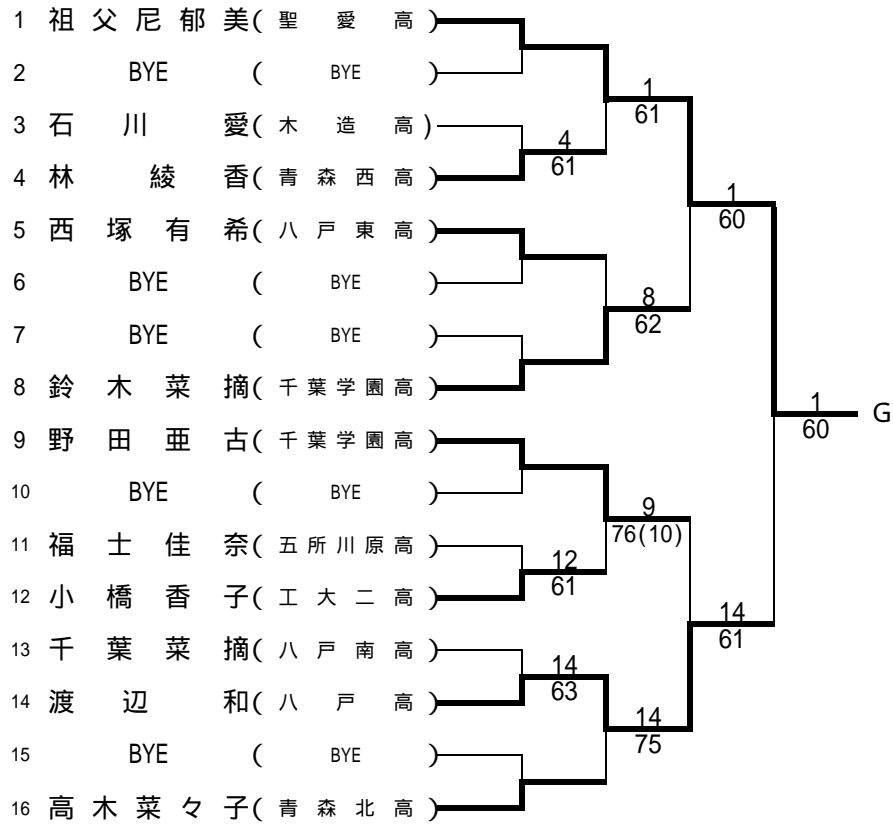 1 祖父尼郁美(聖愛高)
2 BYE (BYE)
1
61
3 石川愛(木造高)
4
61
4 林綾香(青森西高)
1
60
5 西塚有希(八戸東高)
6 BYE (BYE)
8
62
7 BYE (BYE)
8 鈴木菜摘(千葉学園高)
1
60
G
9 野田亜古(千葉学園高)
10 BYE (BYE)
9
76(10)
11 福士佳奈(五所川原高)
12
61
12 小橋香子(工大二高)
14
61
13 千葉菜摘(八戸南高)
14
63
14 渡辺和(八戸高)
14
75
15 BYE (BYE)
16 高木菜々子(青森北高)